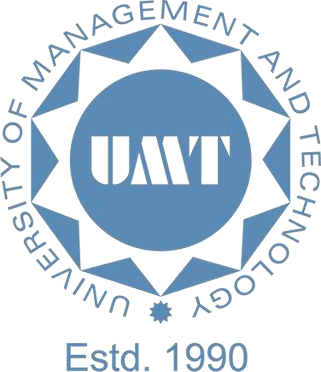 UNIVERSITY OF MANAGEMENT AND TECHNOLOGY
UMT
Estd. 1990